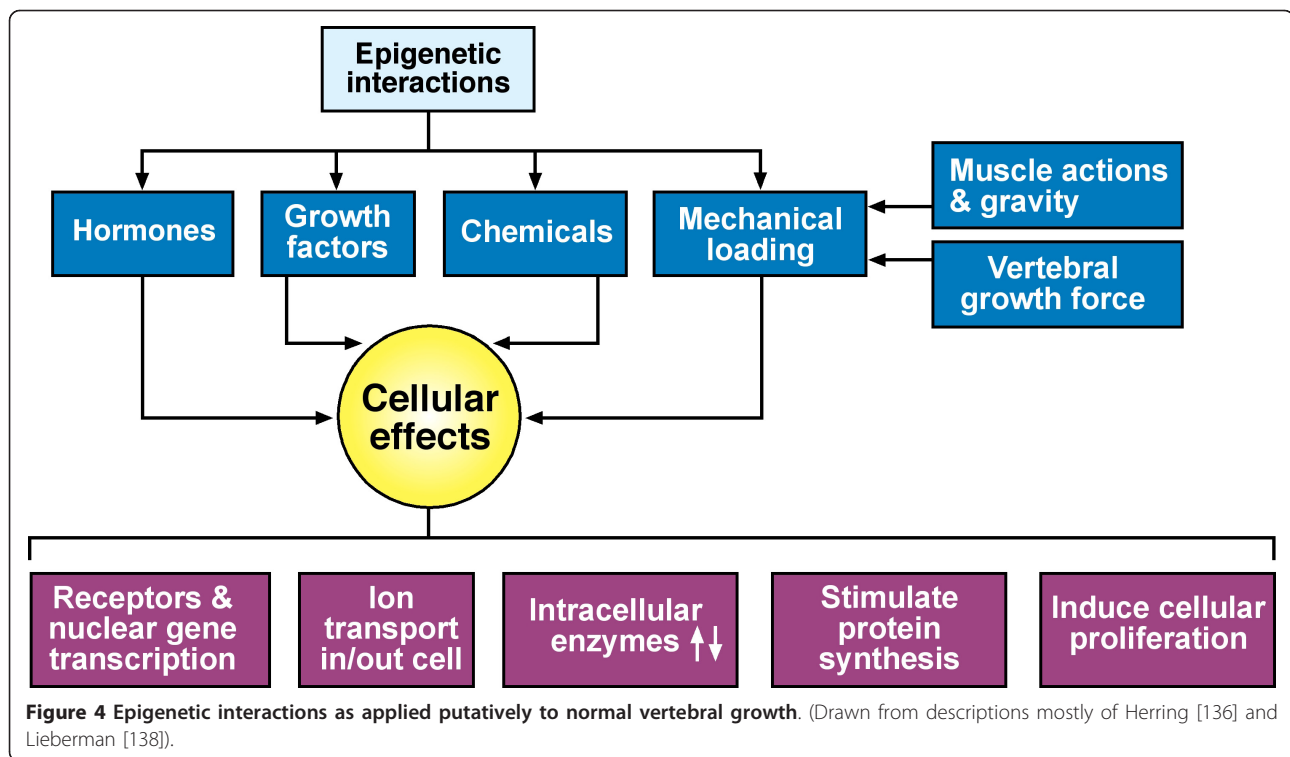 Epigenetic
interactions
Hormones
Growth
factors
Chemicals
Mechanical
loading
Muscle actions
& gravity
Vertebral
growth force
Cellular
effects
Receptors &
nuclear gene
transcription
Ion
transport
in/out cell
Intracellular
enzymes ↑↓
Stimulate
protein
synthesis
Induce cellular
proliferation
Figure 4 Epigenetic interactions as applied putatively to normal vertebral growth. (Drawn from descriptions mostly of Herring [136] and
Lieberman [138]).